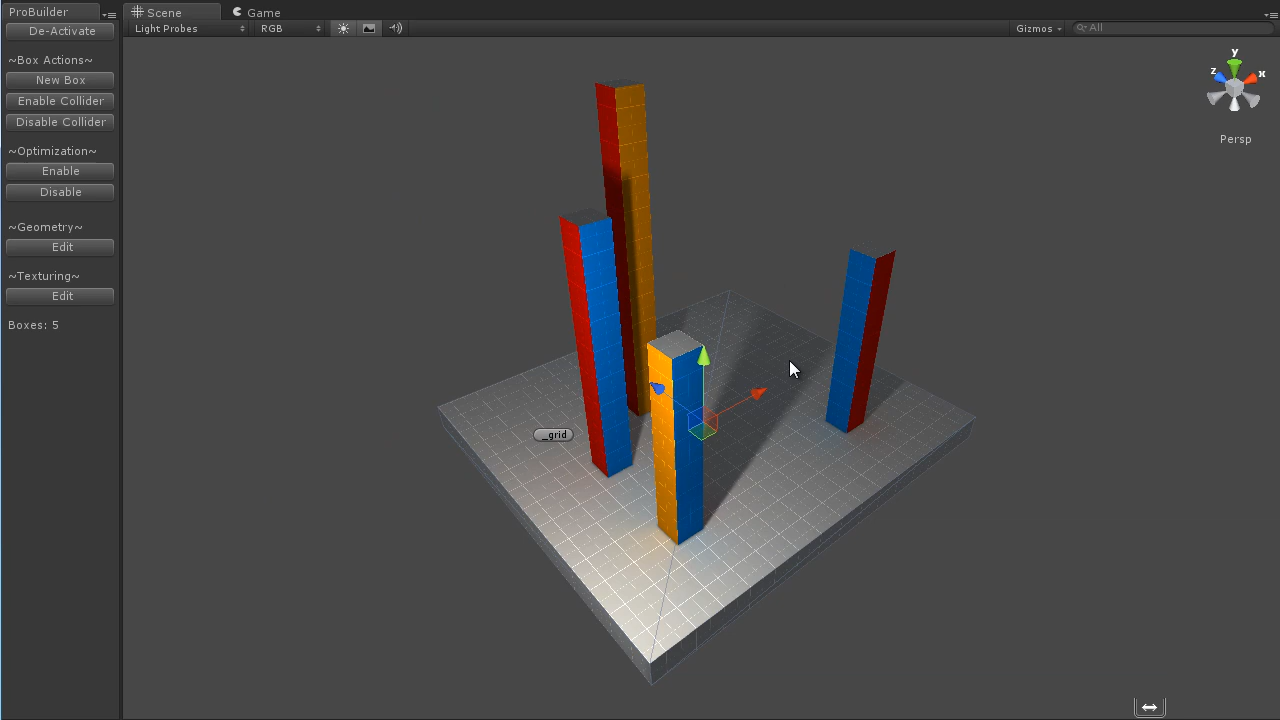 ProBuilder
De-Activate
~Box Actions~
New Box
Enable Collider
Disable Collider
~Optimization~
Enable
Disable
~Geometry~
Edit
~Texturing~
Edit
Boxes: 5
Scene
Game
Light Probes
RGB
Gizmos
All
y
z
x
Persp
_grid